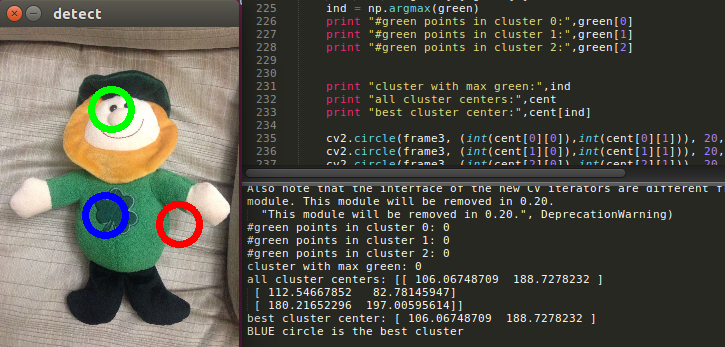 detect
225 ind = np.argmax(green)
226 print "#green points in cluster 0:",green[0]
227 print "#green points in cluster 1:",green[1]
228 print "#green points in cluster 2:",green[2]
229
230
231 print "cluster with max green:",ind
232 print "all cluster centers:",cent
233 print "best cluster center:",cent[ind]
234
235 cv2.circle(frame3, (int(cent[0][0]),int(cent[0][1])), 20,
236 cv2.circle(frame3, (int(cent[1][0]),int(cent[1][1])), 20,
237 cv2.circle(frame3, (int(cent[2][0]),int(cent[2][1])), 20,
Also note that the interface of the new CV iterators are different f
module. This module will be removed in 0.20.
"This module will be removed in 0.20.", DeprecationWarning)
#green points in cluster 0: 0
#green points in cluster 1: 0
#green points in cluster 2: 0
cluster with max green: 0
all cluster centers: [[ 106.06748709 188.7278232 ]
[ 112.54667852 82.78145947]
[ 180.21652296 197.00595614]]
best cluster center: [ 106.06748709 188.7278232 ]
BLUE circle is the best cluster